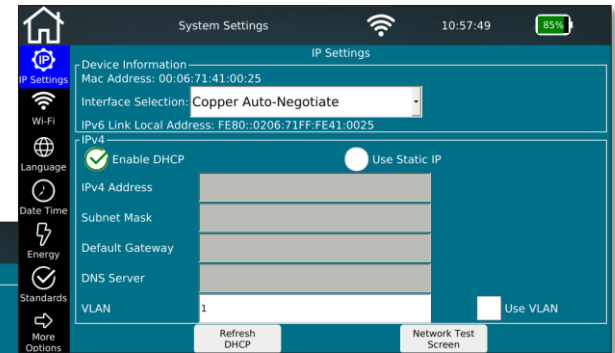 System Settings 10:57:49 85%
IP Settings
IP
IP Settings
Wi-Fi
Language
Date Time
Energy
Standards
More
Options
Device Information
Mac Address: 00:06:71:41:00:25
Interface Selection: Copper Auto-Negotiate
IPv6 Link Local Address: FE80::0206:71FF:FE41:0025
IPv4
Enable DHCP Use Static IP
IPv4 Address
Subnet Mask
Default Gateway
DNS Server
VLAN 1 Use VLAN
Refresh
DHCP
Network Test
Screen